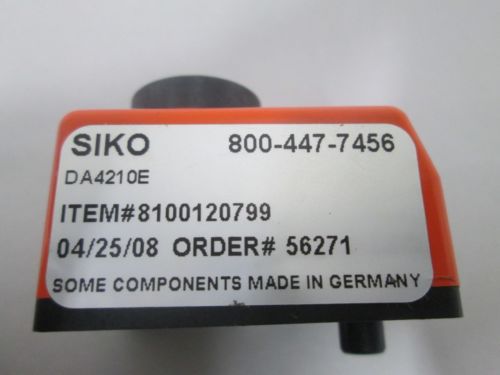 SIKO 800-447-7456
DA4210E
ITEM#8100120799
04/25/08 ORDER# 56271
SOME COMPONENTS MADE IN GERMANY